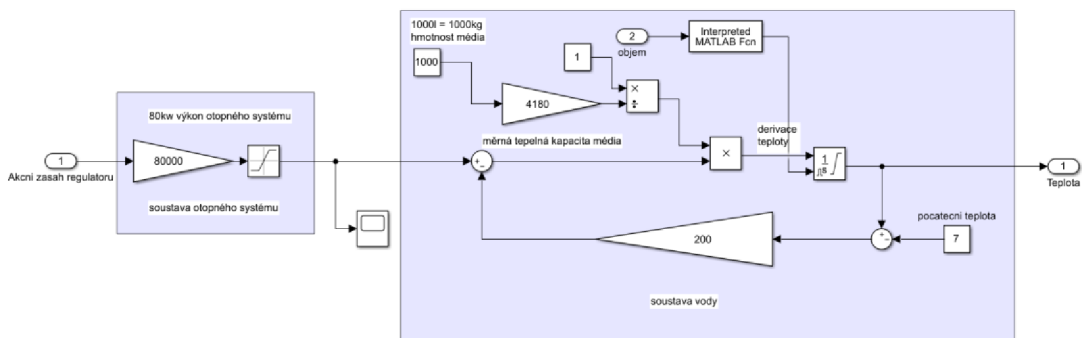 1000l = 1000kg
hmotnost média
1000
2
objem
Interpreted
MATLAB Fcn
1
×
÷
4180
80kw výkon otopného systému
1
Akcni zasah regulatoru
80000
soustava otopného systému
měrná tepelná kapacita média
+
−
×
derivace
teploty
1
s
1
Teplota
200
+
−
pocatecni teplota
7
soustava vody